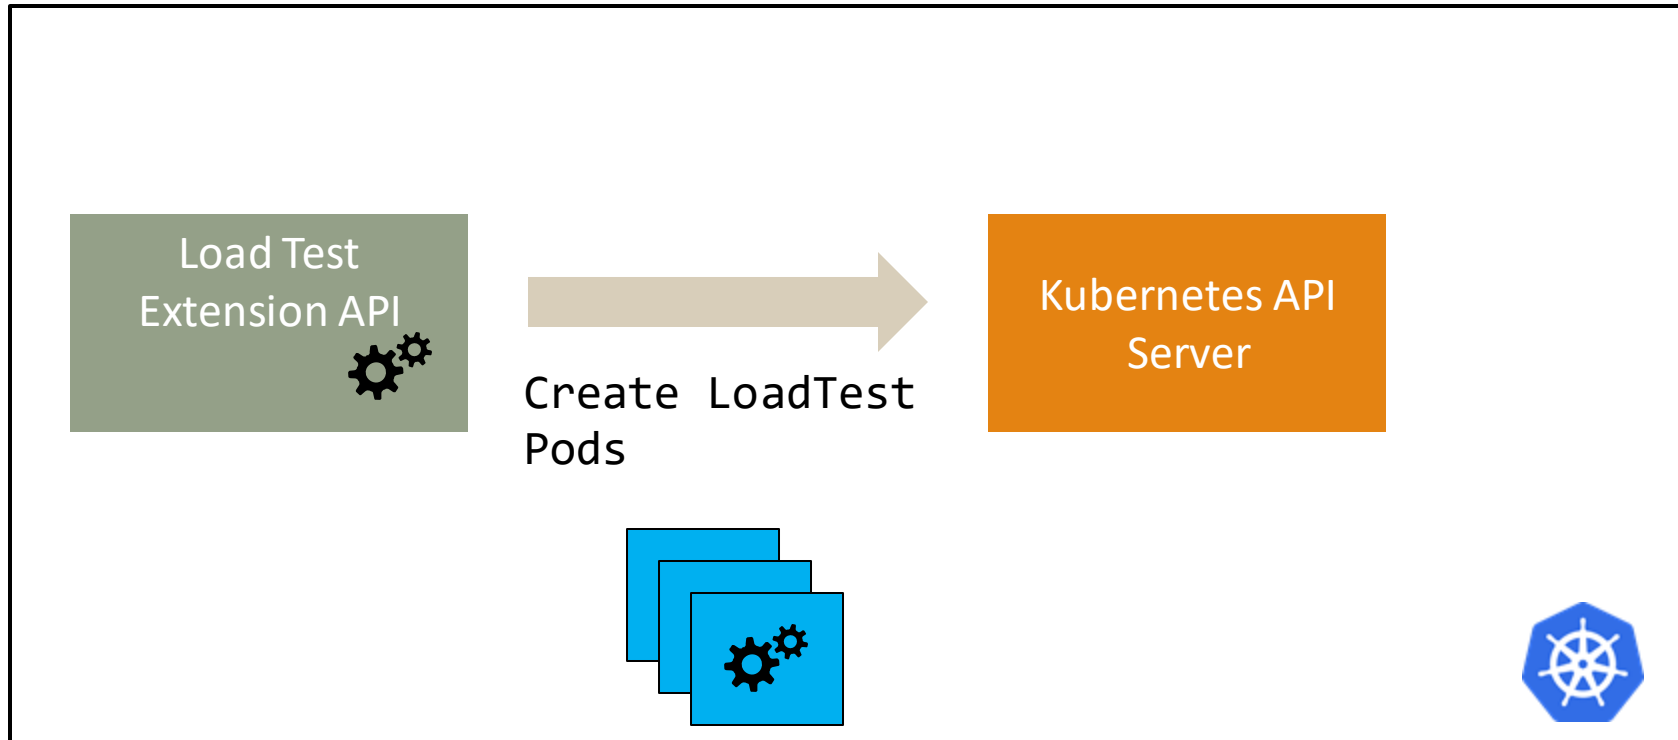 Load Test
Extension API
Create LoadTest
Pods
Kubernetes API
Server